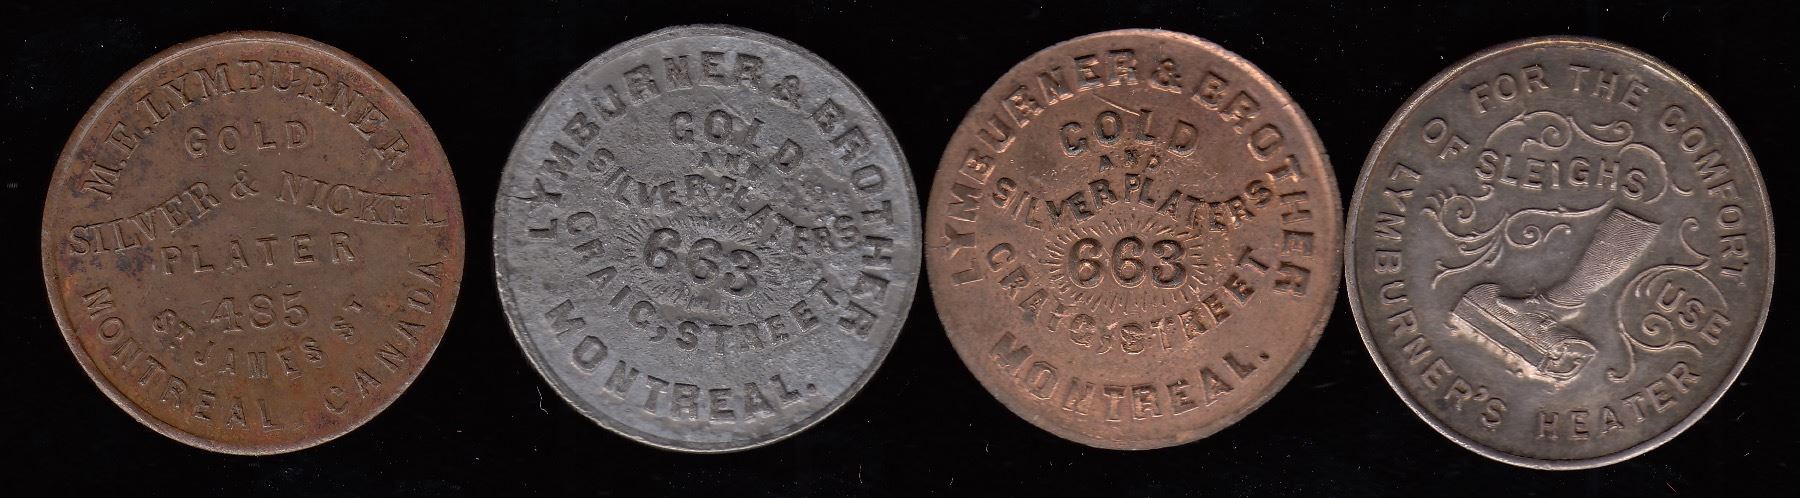 M.E. LYMBURNER
GOLD
SILVER & NICKEL
PLATER
485
ST JAMES ST
MONTREAL. CANADA
LYMBURNER & BROTHER
GOLD
AND
SILVER PLATERS
663
CRAIG, STREET
MONTREAL.
LYMBURNER & BROTHER
GOLD
AND
SILVER PLATERS
663
CRAIG, STREET
MONTREAL.
FOR THE COMFORT
OF SLEIGHS
USE
LYMBURNER'S HEATER